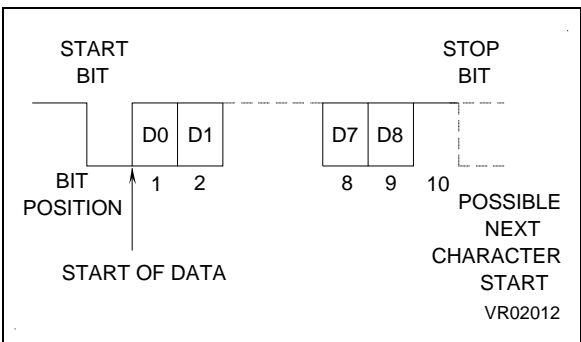 START
BIT
STOP
BIT
D0 D1 D7 D8
BIT
POSITION
1 2 8 9 10
POSSIBLE
NEXT
CHARACTER
START
START OF DATA
VR02012